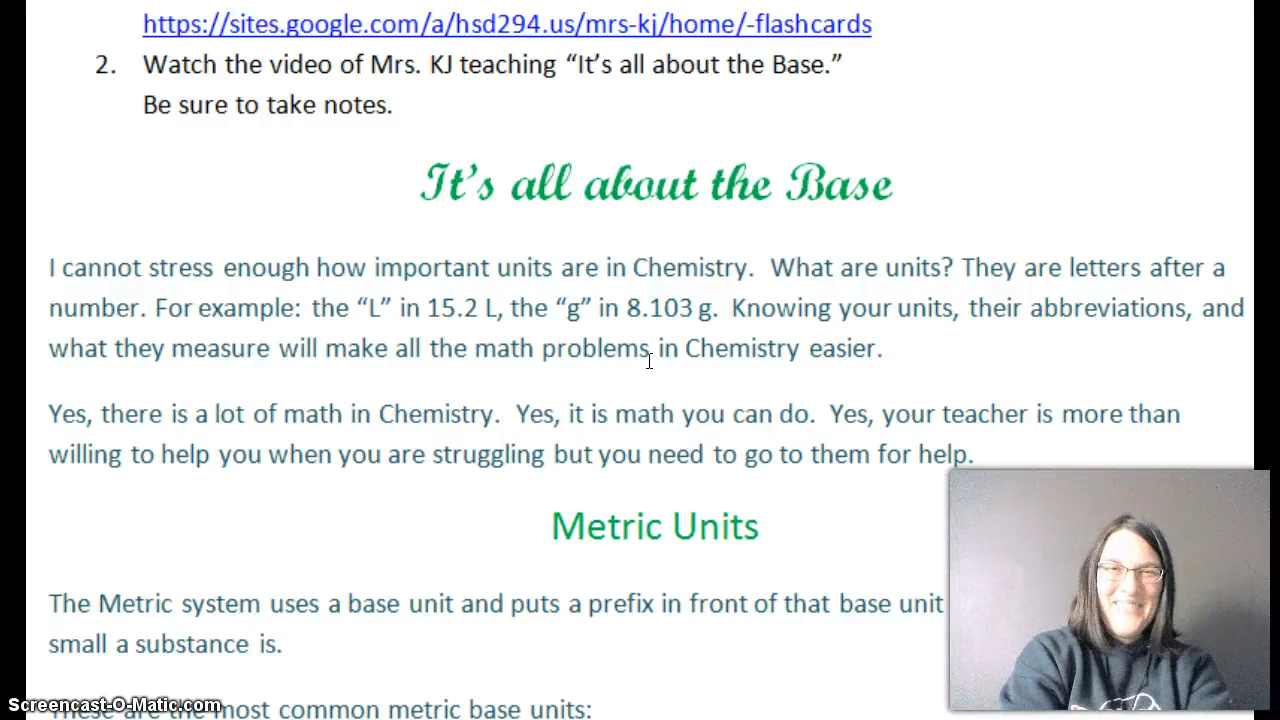 https://sites.google.com/a/hsd294.us/mrs-kj/home/-flashcards
2. Watch the video of Mrs. KJ teaching “It’s all about the Base.”
Be sure to take notes.
It’s all about the Base
I cannot stress enough how important units are in Chemistry. What are units? They are letters after a
number. For example: the “L” in 15.2 L, the “g” in 8.103 g. Knowing your units, their abbreviations, and
what they measure will make all the math problems in Chemistry easier.
Yes, there is a lot of math in Chemistry. Yes, it is math you can do. Yes, your teacher is more than
willing to help you when you are struggling but you need to go to them for help.
Metric Units
The Metric system uses a base unit and puts a prefix in front of that base unit
small a substance is.
These are the most common metric base units:
Screencast-O-Matic.com